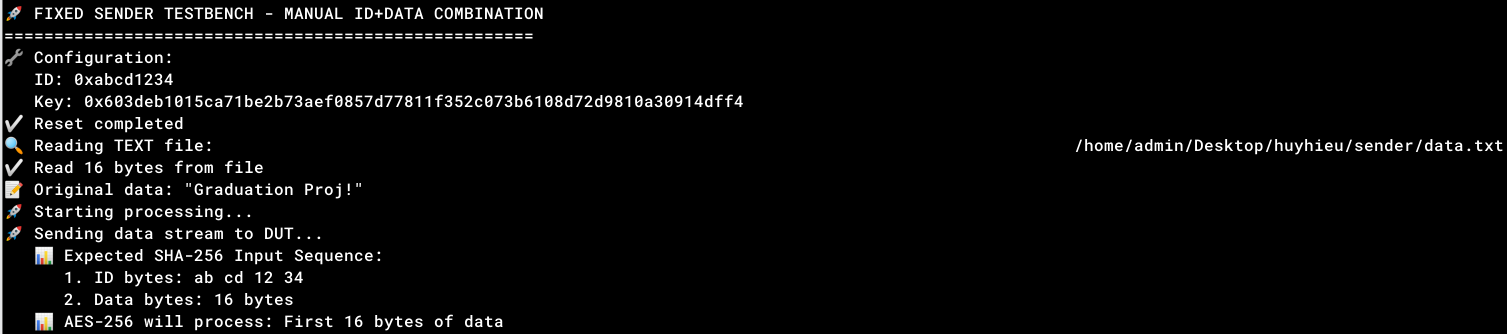 🚀 FIXED SENDER TESTBENCH - MANUAL ID+DATA COMBINATION
=====================================================
🔧 Configuration:
ID: 0xabcd1234
Key: 0x603deb1015ca71be2b73aef0857d77811f352c073b6108d72d9810a30914dff4
✔ Reset completed
🔍 Reading TEXT file: /home/admin/Desktop/huyhieu/sender/data.txt
✔ Read 16 bytes from file
📝 Original data: "Graduation Proj!"
🚀 Starting processing...
🚀 Sending data stream to DUT...
📊 Expected SHA-256 Input Sequence:
1. ID bytes: ab cd 12 34
2. Data bytes: 16 bytes
📊 AES-256 will process: First 16 bytes of data